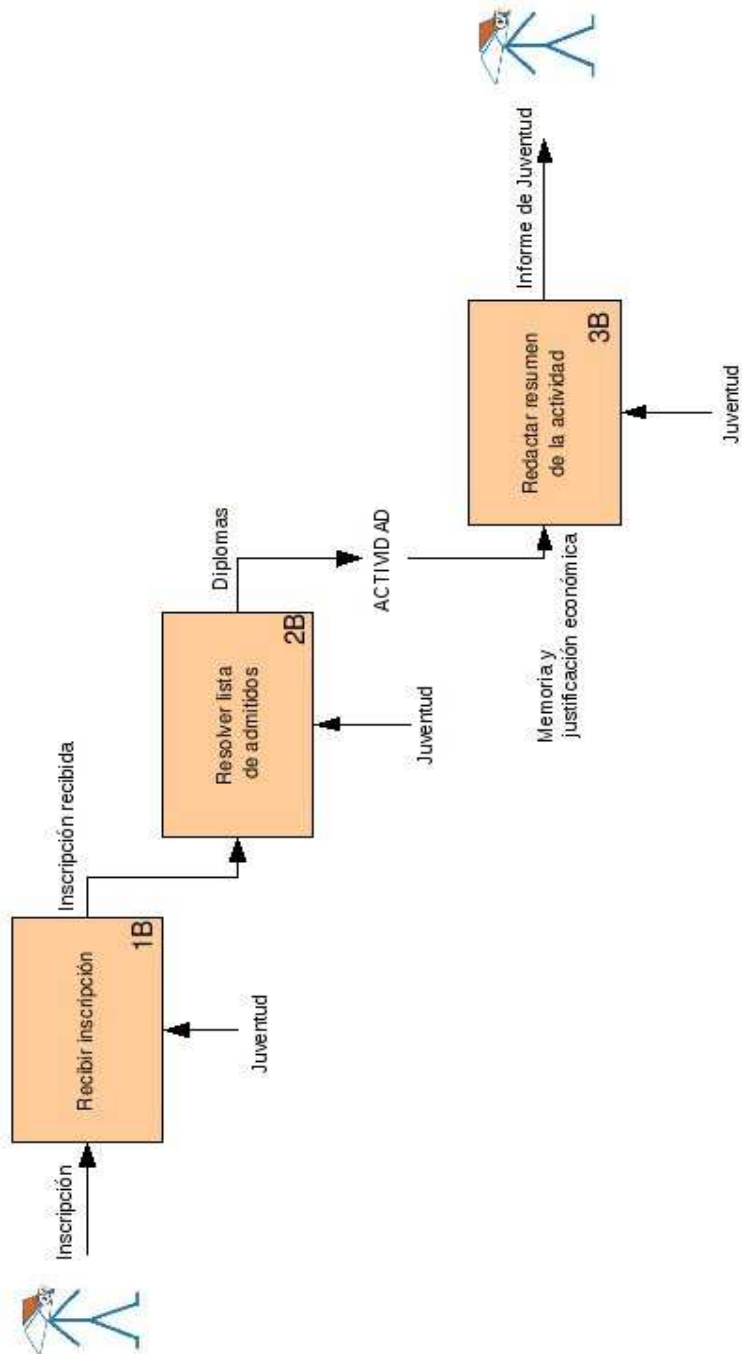 Inscripción
Recibir inscripción
1B
Juventud
Inscripción recibida
Resolver lista
de admitidos
2B
Juventud
Diplomas
ACTIVIDAD
Memoria y
justificación económica
Redactar resumen
de la actividad
3B
Juventud
Informe de Juventud